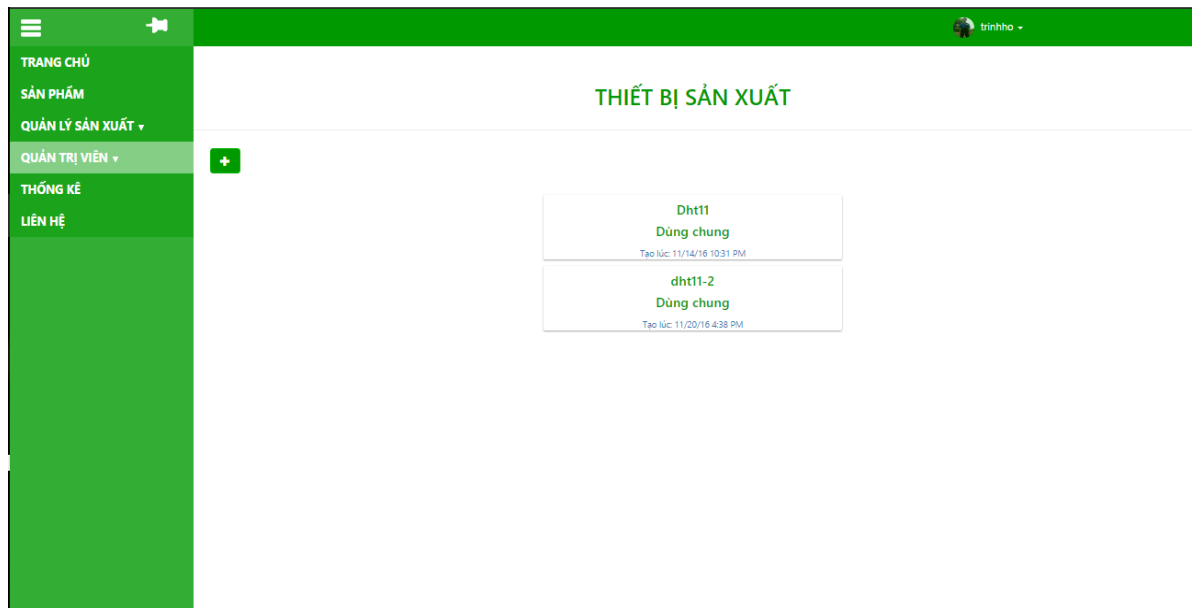 trinhho
TRANG CHỦ
SẢN PHẨM
QUẢN LÝ SẢN XUẤT
QUẢN TRỊ VIÊN
THỐNG KÊ
LIÊN HỆ
THIẾT BỊ SẢN XUẤT
Dht11
Dùng chung
Tạo lúc: 11/14/16 10:31 PM
dht11-2
Dùng chung
Tạo lúc: 11/20/16 4:38 PM